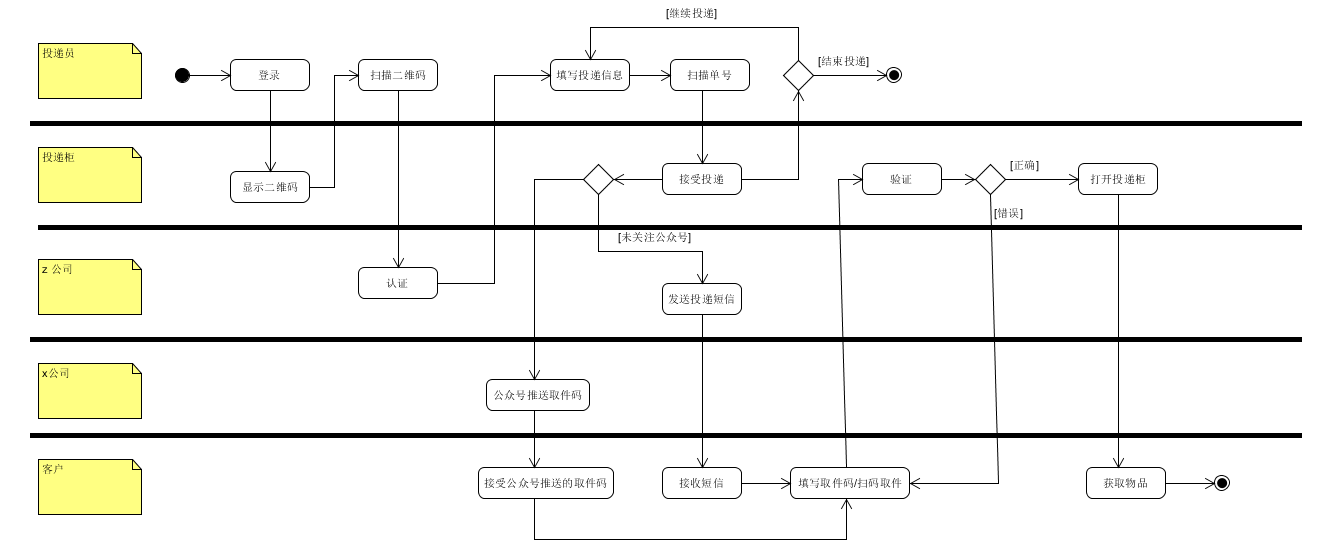 [继续投递]
投递员
登录
扫描二维码
填写投递信息
扫描单号
[结束投递]
投递柜
显示二维码
接受投递
验证
[正确]
打开投递柜
[错误]
[未关注公众号]
z 公司
认证
发送投递短信
x公司
公众号推送取件码
客户
接受公众号推送的取件码
接收短信
填写取件码/扫码取件
获取物品